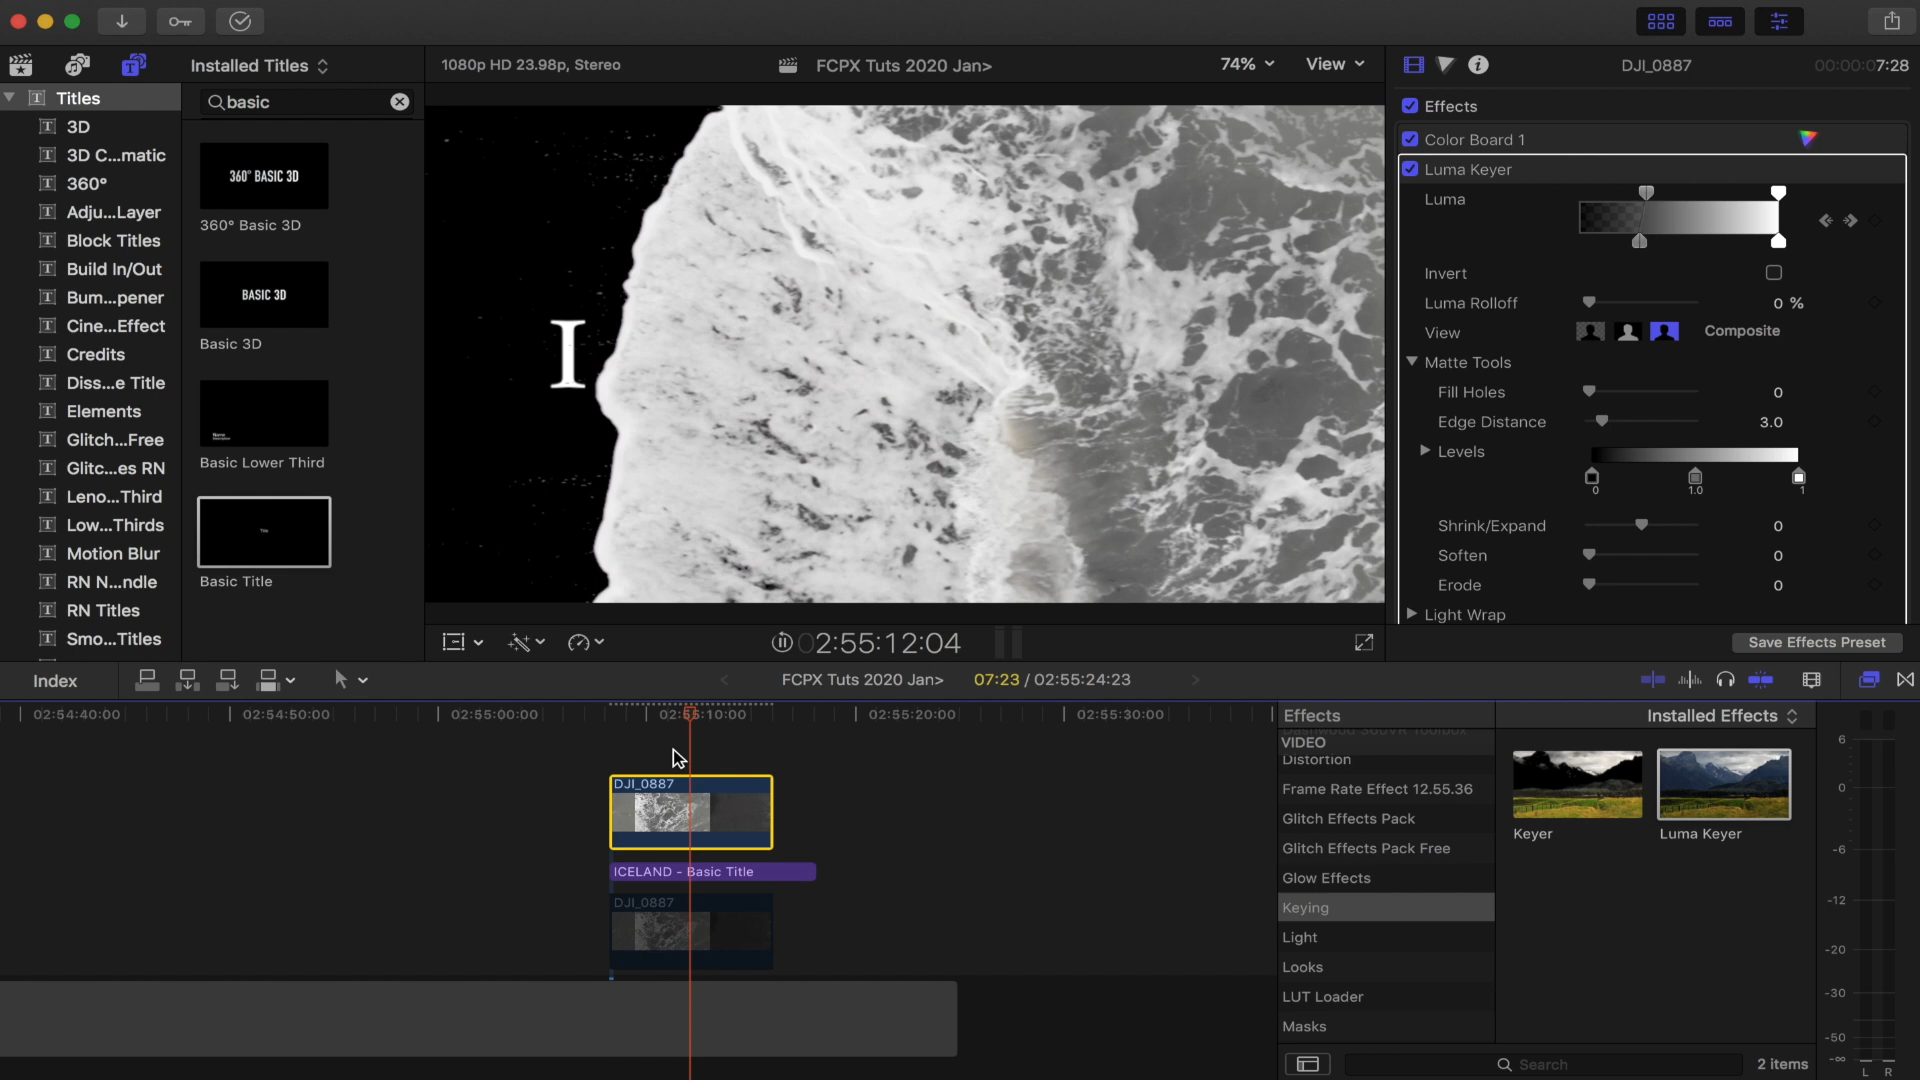 Installed Titles
1080p HD 23.98p, Stereo
FCPX Tuts 2020 Jan>
74%
View
DJI_0887
00:00:07:28
Titles
basic
3D
3D C...matic
360°
Adju...Layer
Block Titles
Build In/Out
Bum...pener
Cine...Effect
Credits
Diss...e Title
Elements
Glitch...Free
Glitc...es RN
Leno...Third
Low...Thirds
Motion Blur
RN N...ndle
RN Titles
Smo...Titles
360° BASIC 3D
360° Basic 3D
BASIC 3D
Basic 3D
Basic Lower Third
Title
Basic Title
I
Effects
Color Board 1
Luma Keyer
Luma
Invert
Luma Rolloff
0 %
View
Composite
Matte Tools
Fill Holes
0
Edge Distance
3.0
Levels
0
1.0
1
Shrink/Expand
0
Soften
0
Erode
0
Light Wrap
Save Effects Preset
02:55:12:04
Index
FCPX Tuts 2020 Jan>
07:23 / 02:55:24:23
02:54:40:00
02:54:50:00
02:55:00:00
02:55:10:00
02:55:20:00
02:55:30:00
DJI_0887
ICELAND - Basic Title
DJI_0887
Effects
Installed Effects
VIDEO
Distortion
Frame Rate Effect 12.55.36
Glitch Effects Pack
Glitch Effects Pack Free
Glow Effects
Keying
Light
Looks
LUT Loader
Masks
Keyer
Luma Keyer
Search
2 items
6
0
-6
-12
-20
-30
-50
-∞
L R